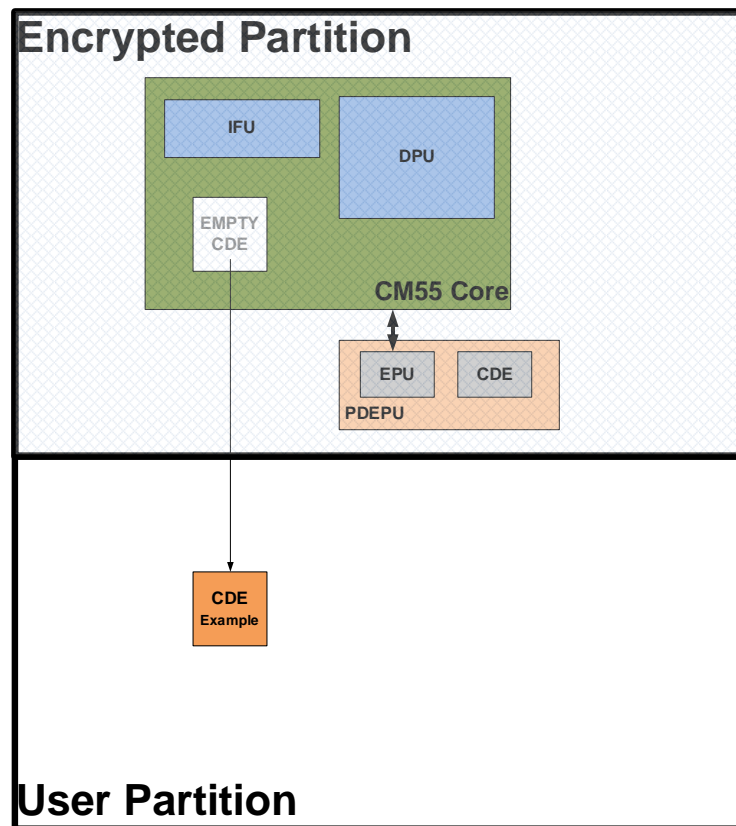 Encrypted Partition
IFU
DPU
EMPTY
CDE
CM55 Core
EPU
CDE
PDEPU
CDE
Example
User Partition